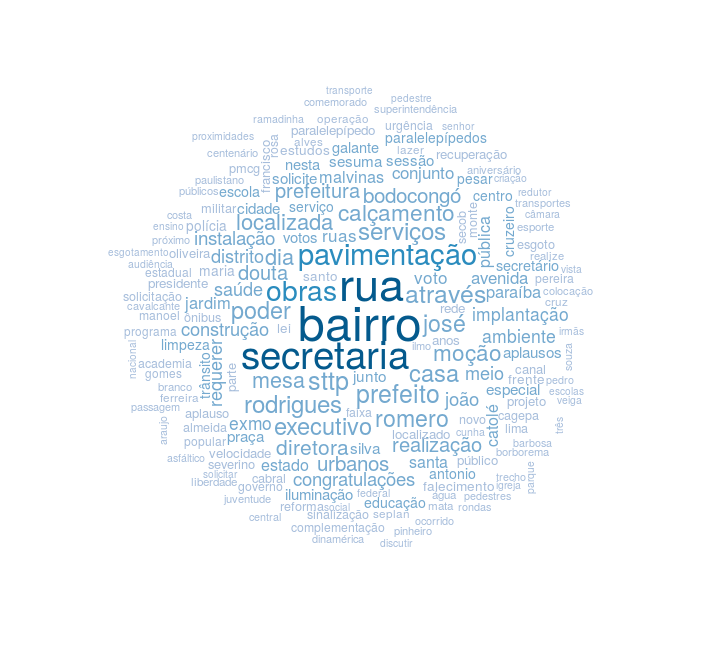 transporte
comemorado
pedestre
superintendência
ramadinha
operação
proximidades
paralelepípedo
urgência
senhor
rosa
alves
paralelepípedos
centenário
francisco
estudos
galante
lazer
recuperação
pmcg
nesta
sesuma
sessão
aniversário
paulistano
solicite
malvinas
conjunto
pesar
criação
públicos
escola
prefeitura
bodocongó
centro
redutor
transportes
militar
cidade
serviço
calçamento
secob
monte
cruzeiro
câmara
costa
localizada
ensino
polícia
serviços
pública
esporte
próximo
instalação
votos
ruas
esgoto
esgotamento
oliveira
distrito
dia
pavimentação
realize
audiência
secretário
vista
estadual
maria
douta
santo
voto
avenida
pereira
presidente
saúde
obras
rua
através
paraíba
colocação
solicitação
jardim
cruz
cavalcante
manoel
ônibus
poder
bairro
rede
josé
implantação
programa
construção
lei
anos
ambiente
irmãs
limpeza
secretaria
ilmo
moção
aplausos
souza
nacional
academia
gomes
trânsito
requerer
parte
mesa
sttp
junto
casa
meio
canal
frente
pedro
branco
ferreira
prefeito
especial
escolas
projeto
veiga
passagem
aplauso
rodrigues
faixa
romero
joão
novo
cagepa
araujo
almeida
exmo
executivo
localizado
cunha
catolé
lima
três
popular
praça
diretora
silva
realização
barbosa
velocidade
borborema
asfáltico
severino
estado
urbanos
santa
público
solicitar
liberdade
cabral
congratulações
antonio
trecho
igreja
parque
governo
falecimento
juventude
iluminação
federal
educação
água
pedestres
reforma
social
mata
rondas
central
sinalização
seplan
ocorrido
complementação
pinheiro
dinamérica
discutir